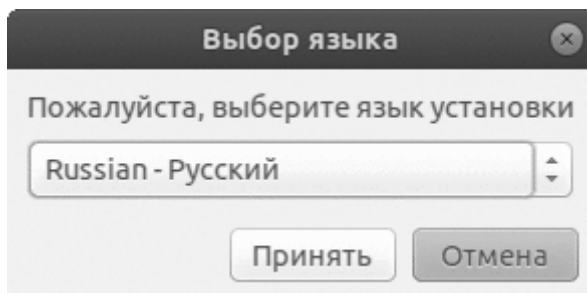 Выбор языка
Пожалуйста, выберите язык установки
Russian - Русский
Принять Отмена